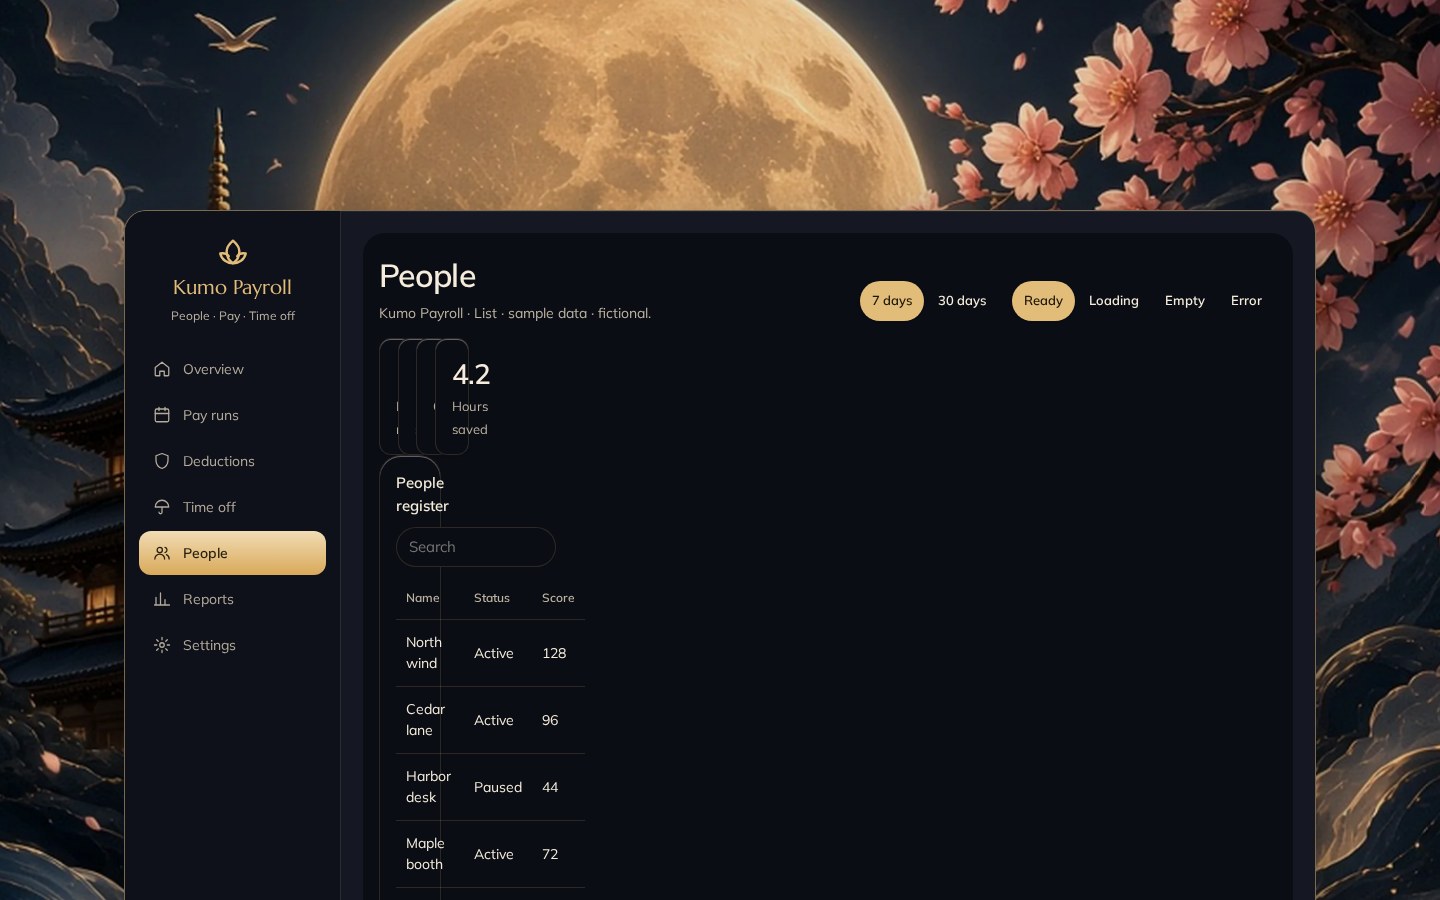 Kumo Payroll
People · Pay · Time off
Overview
Pay runs
Deductions
Time off
People
Reports
Settings
People
Kumo Payroll · List · sample data · fictional.
7 days
30 days
Ready
Loading
Empty
Error
4.2
Hours
saved
People
register
Search
Name Status Score
North
wind
Active 128
Cedar
lane
Active 96
Harbor
desk
Paused 44
Maple
booth
Active 72